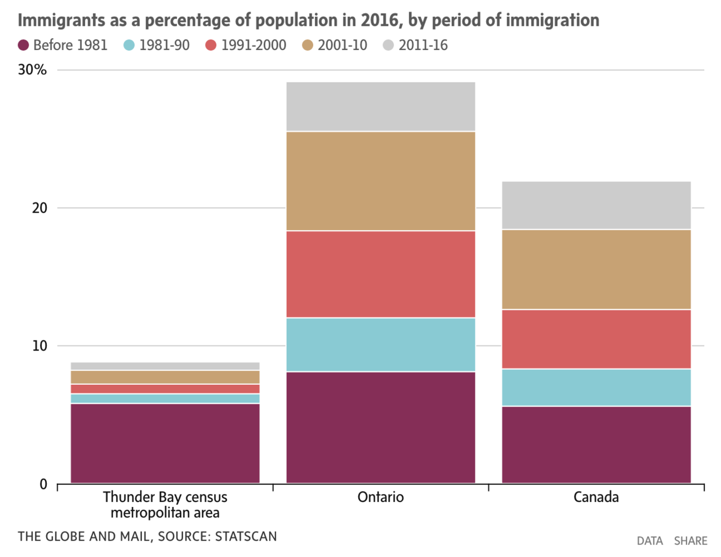 Immigrants as a percentage of population in 2016, by period of immigration
Before 1981 1981-90 1991-2000 2001-10 2011-16
30%
20
10
0
Thunder Bay census
metropolitan area
Ontario
Canada
THE GLOBE AND MAIL, SOURCE: STATSCAN
DATA SHARE